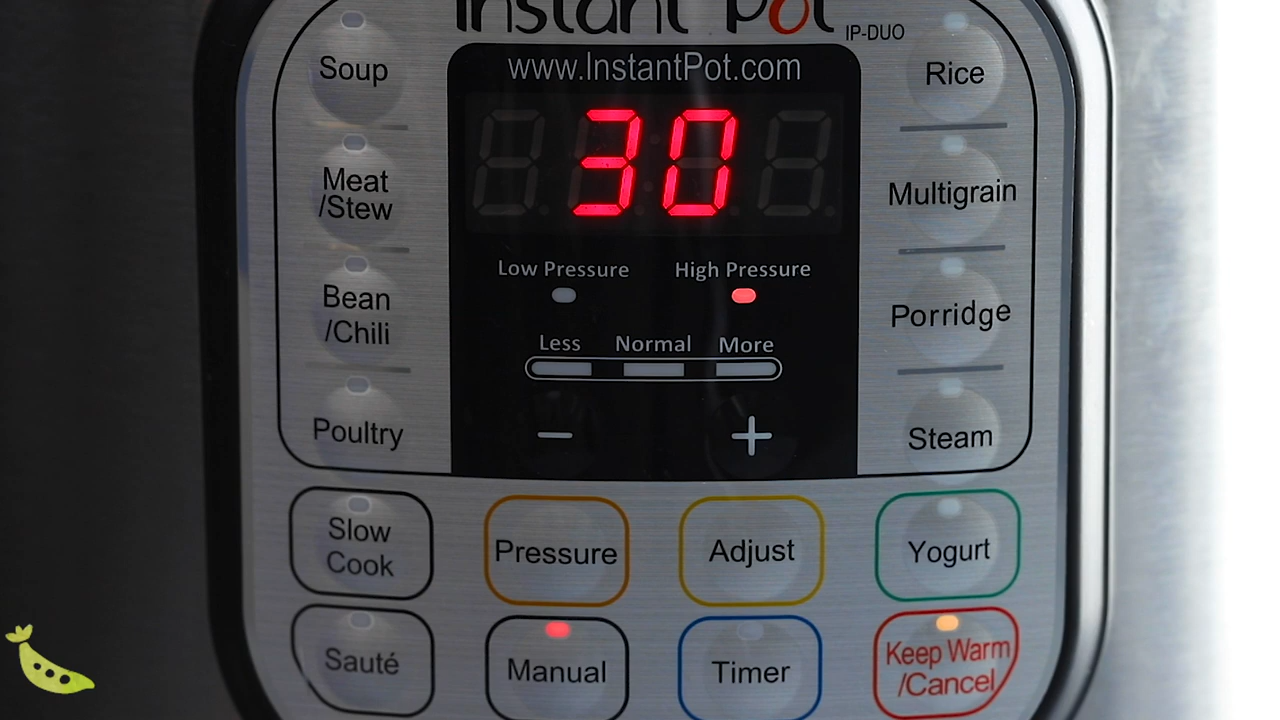 Instant Pot
IP-DUO
www.InstantPot.com
30
Low Pressure
High Pressure
Less
Normal
More
Soup
Meat
/Stew
Bean
/Chili
Poultry
Rice
Multigrain
Porridge
Steam
Slow
Cook
Pressure
Adjust
Yogurt
Sauté
Manual
Timer
Keep Warm
/Cancel